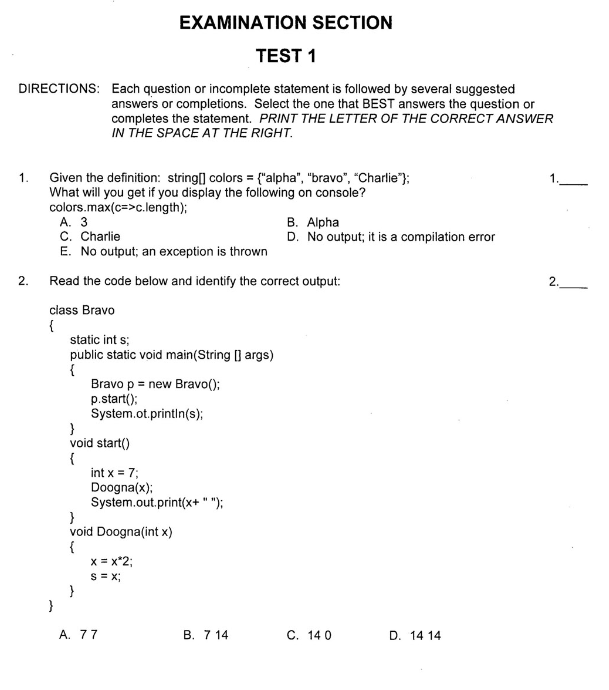 EXAMINATION SECTION
TEST 1
DIRECTIONS: Each question or incomplete statement is followed by several suggested
answers or completions. Select the one that BEST answers the question or
completes the statement. PRINT THE LETTER OF THE CORRECT ANSWER
IN THE SPACE AT THE RIGHT.
1. Given the definition: string[] colors = {"alpha", "bravo", "Charlie"}; 1.____
What will you get if you display the following on console?
colors.max(c=>c.length);
A. 3 B. Alpha
C. Charlie D. No output; it is a compilation error
E. No output; an exception is thrown
2. Read the code below and identify the correct output: 2.____
class Bravo
{
static int s;
public static void main(String [] args)
{
Bravo p = new Bravo();
p.start();
System.ot.println(s);
}
void start()
{
int x = 7;
Doogna(x);
System.out.print(x+ " ");
}
void Doogna(int x)
{
x = x*2;
s = x;
}
}
A. 7 7 B. 7 14 C. 14 0 D. 14 14